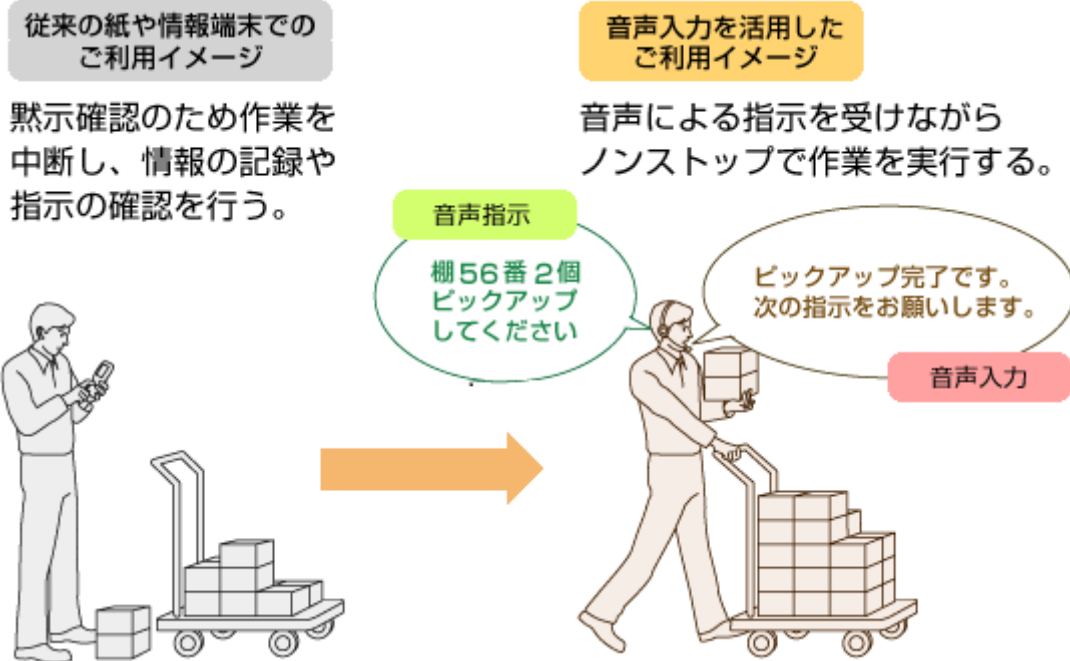 従来の紙や情報端末での
ご利用イメージ
黙示確認のため作業を
中断し、情報の記録や
指示の確認を行う。
音声入力を活用した
ご利用イメージ
音声による指示を受けながら
ノンストップで作業を実行する。
音声指示
棚56番2個
ピックアップ
してください
ピックアップ完了です。
次の指示をお願いします。
音声入力